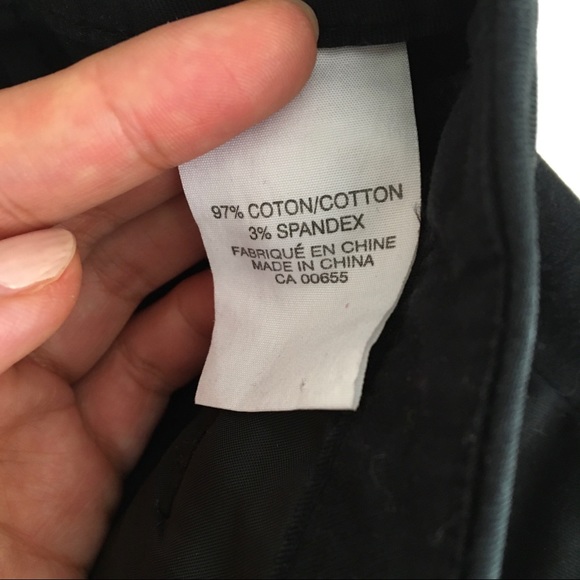 97% COTON/COTTON
3% SPANDEX
FABRIQUÉ EN CHINE
MADE IN CHINA
CA 00655